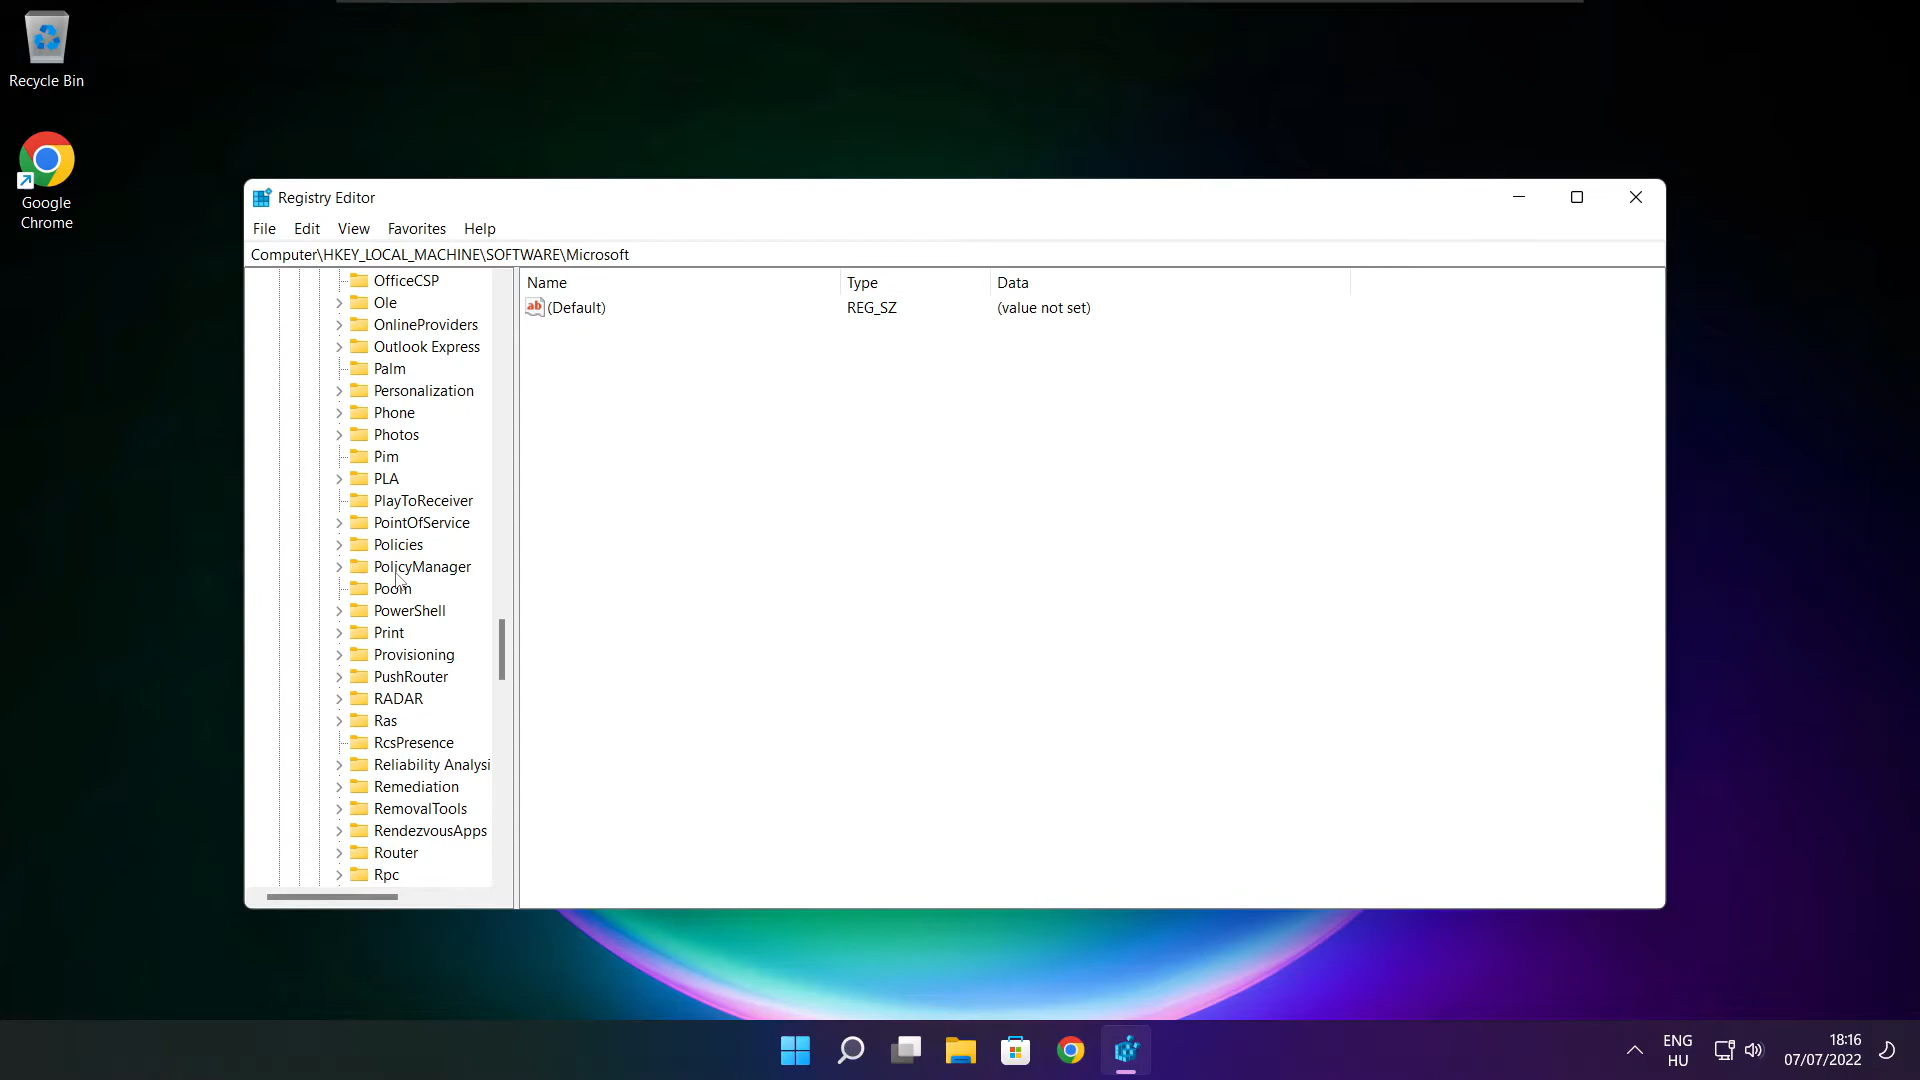 Recycle Bin
Google
Chrome
Registry Editor
File Edit View Favorites Help
Computer\HKEY_LOCAL_MACHINE\SOFTWARE\Microsoft
Name Type Data
ab (Default) REG_SZ (value not set)
OfficeCSP
Ole
OnlineProviders
Outlook Express
Palm
Personalization
Phone
Photos
Pim
PLA
PlayToReceiver
PointOfService
Policies
PolicyManager
Poom
PowerShell
Print
Provisioning
PushRouter
RADAR
Ras
RcsPresence
Reliability Analysi
Remediation
RemovalTools
RendezvousApps
Router
Rpc
ENG
HU
18:16
07/07/2022